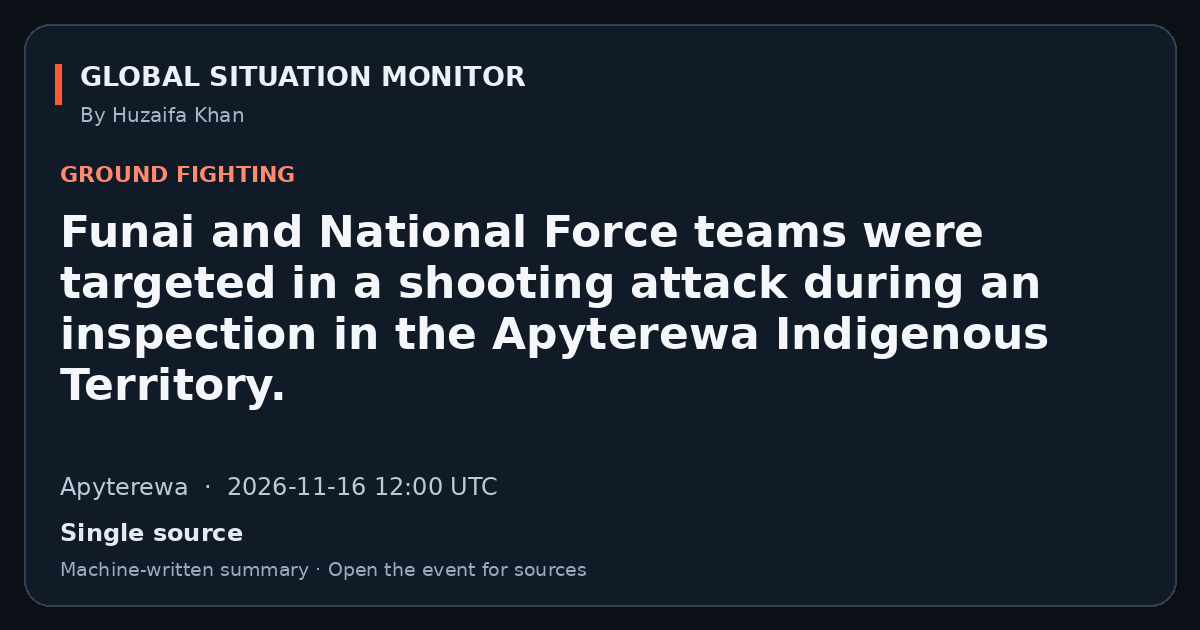 GLOBAL SITUATION MONITOR
By Huzaifa Khan
GROUND FIGHTING
Funai and National Force teams were
targeted in a shooting attack during an
inspection in the Apyterewa Indigenous
Territory.
Apyterewa · 2026-11-16 12:00 UTC
Single source
Machine-written summary · Open the event for sources